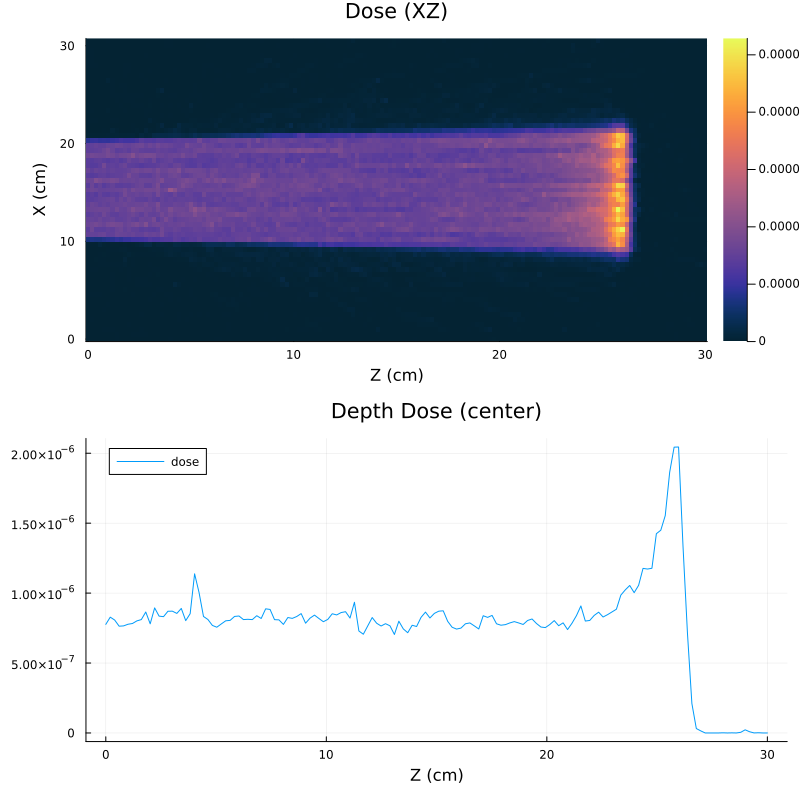 Dose (XZ)
30
20
10
0
X (cm)
0 10 20 30
Z (cm)
0.0000
0.0000
0.0000
0.0000
0.0000
0
Depth Dose (center)
dose
2.00×10⁻⁶
1.50×10⁻⁶
1.00×10⁻⁶
5.00×10⁻⁷
0
0 10 20 30
Z (cm)